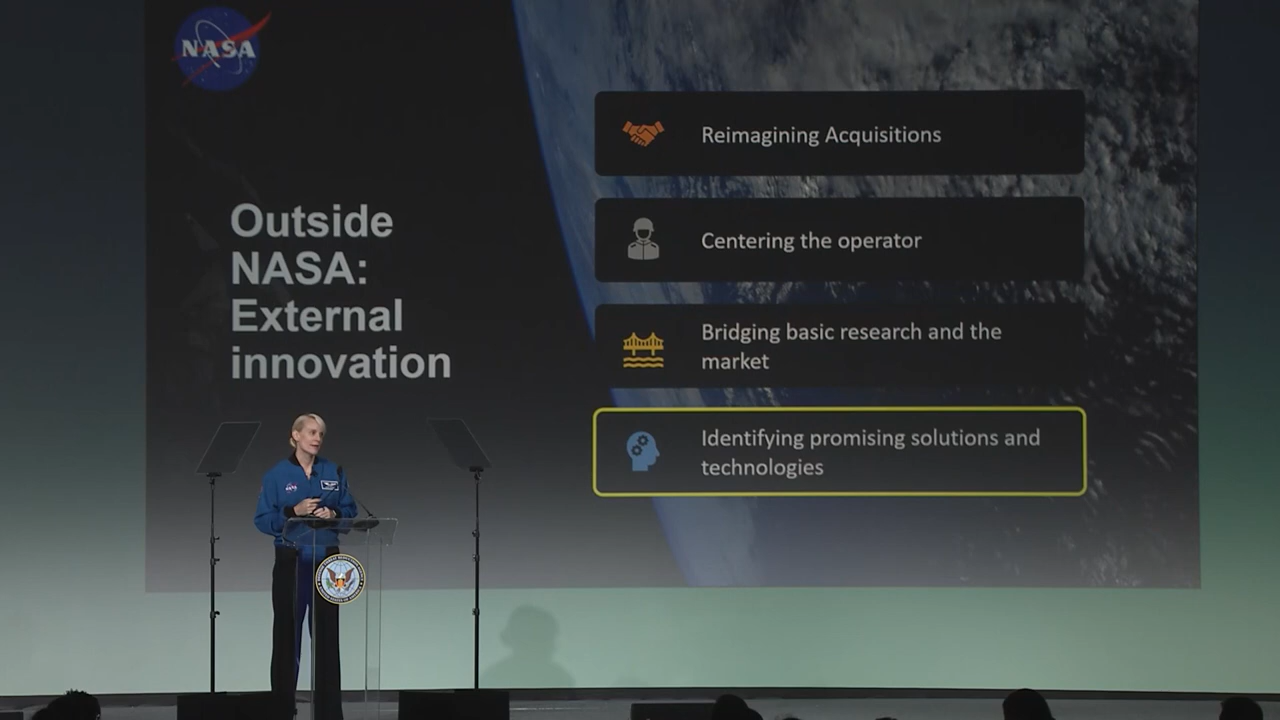 NASA
Outside
NASA:
External
innovation
Reimagining Acquisitions
Centering the operator
Bridging basic research and the
market
Identifying promising solutions and
technologies
NASA